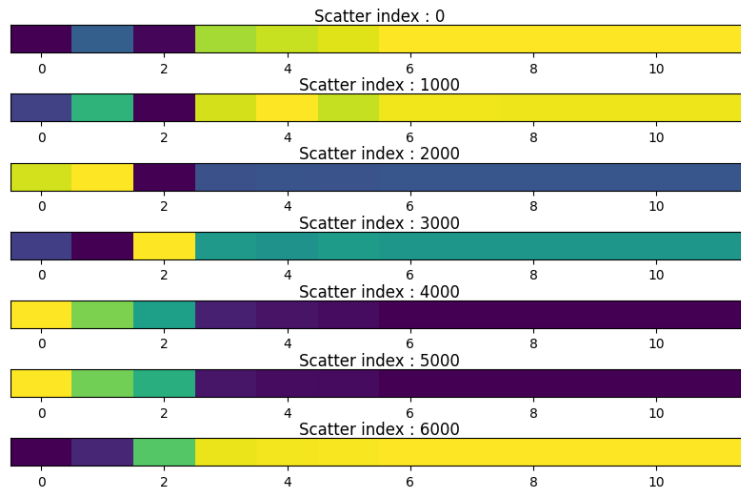 Scatter index : 0
0 2 4 6 8 10
Scatter index : 1000
0 2 4 6 8 10
Scatter index : 2000
0 2 4 6 8 10
Scatter index : 3000
0 2 4 6 8 10
Scatter index : 4000
0 2 4 6 8 10
Scatter index : 5000
0 2 4 6 8 10
Scatter index : 6000
0 2 4 6 8 10